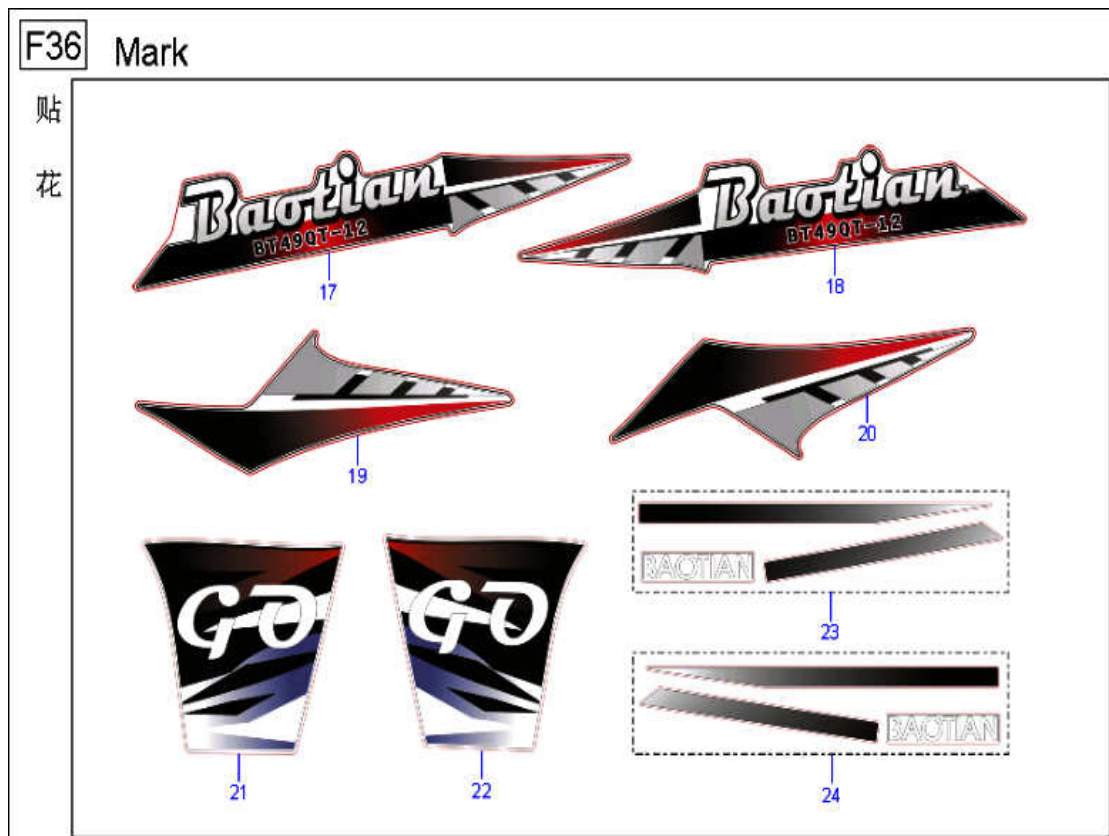 F36 Mark
贴
花
Baotian
BT49QT-12
17
Baotian
BT49QT-12
18
19
20
GO
21
GO
22
BAOTIAN
23
BAOTIAN
24